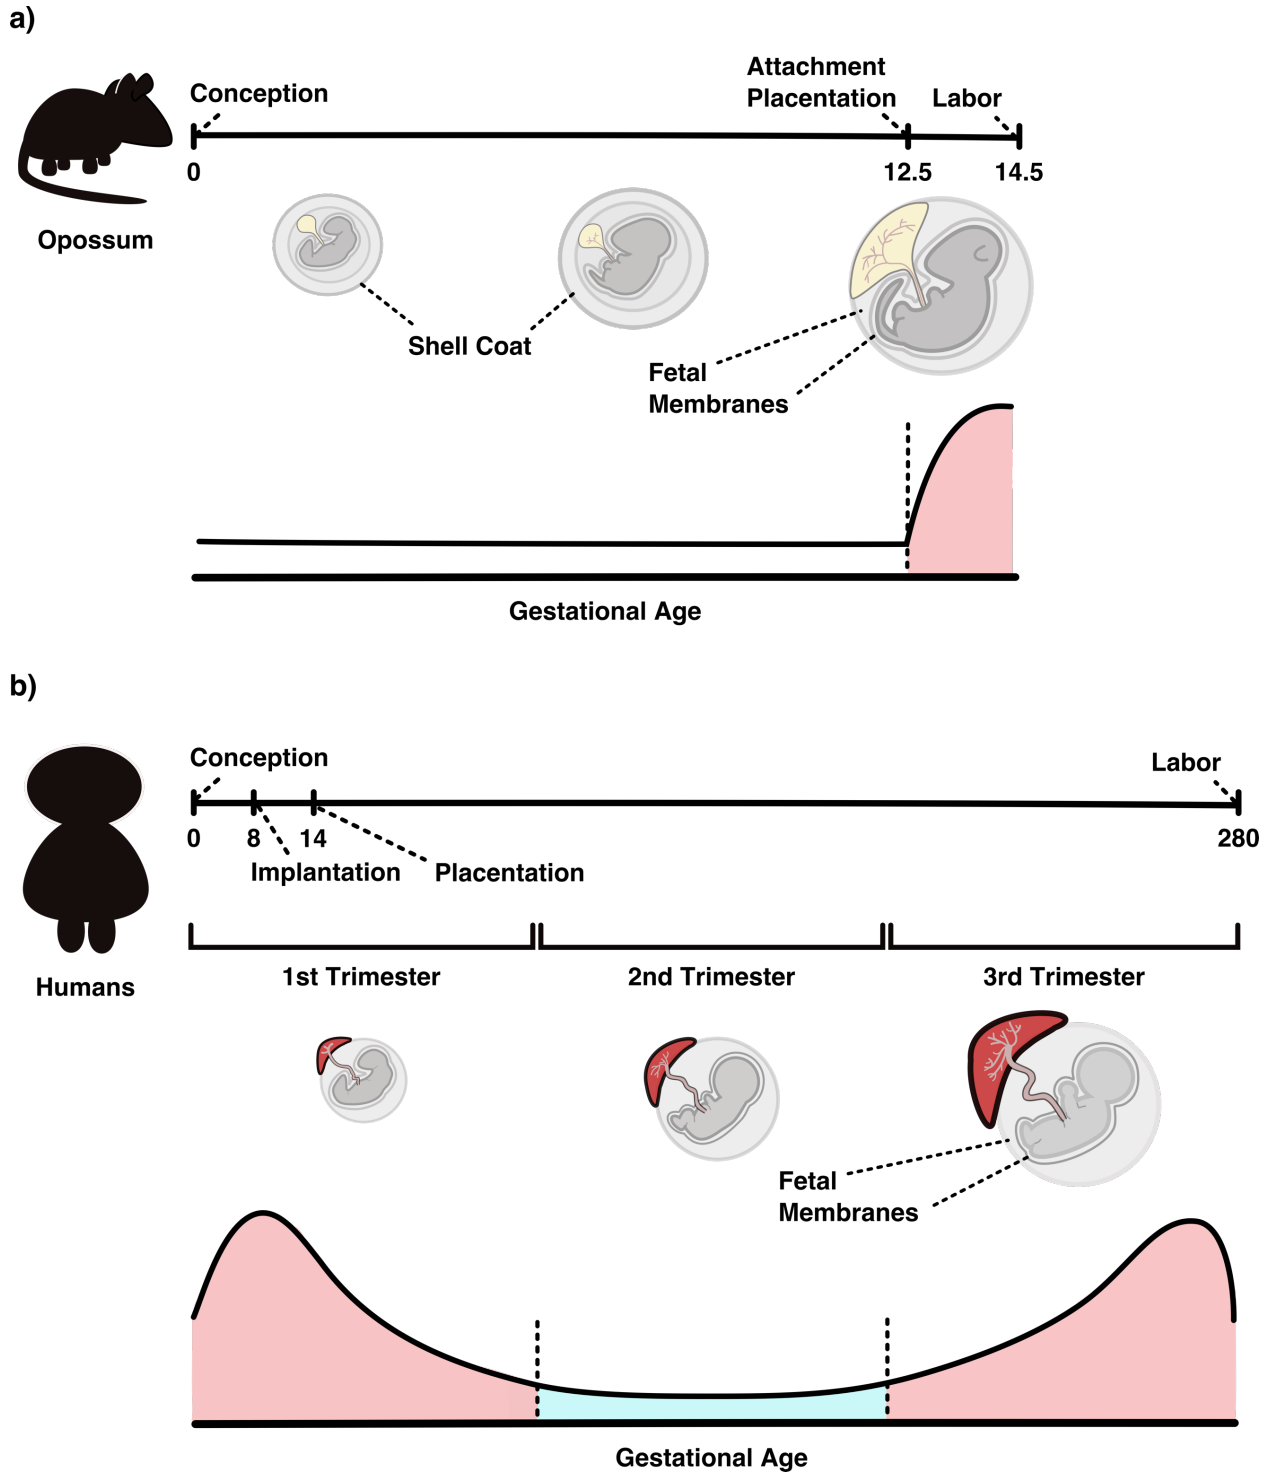 a)
Conception
Attachment
Placentation
Labor
0
12.5
14.5
Opossum
Shell Coat
Fetal
Membranes
Gestational Age
b)
Conception
Labor
0
8
14
280
Implantation
Placentation
Humans
1st Trimester
2nd Trimester
3rd Trimester
Fetal
Membranes
Gestational Age